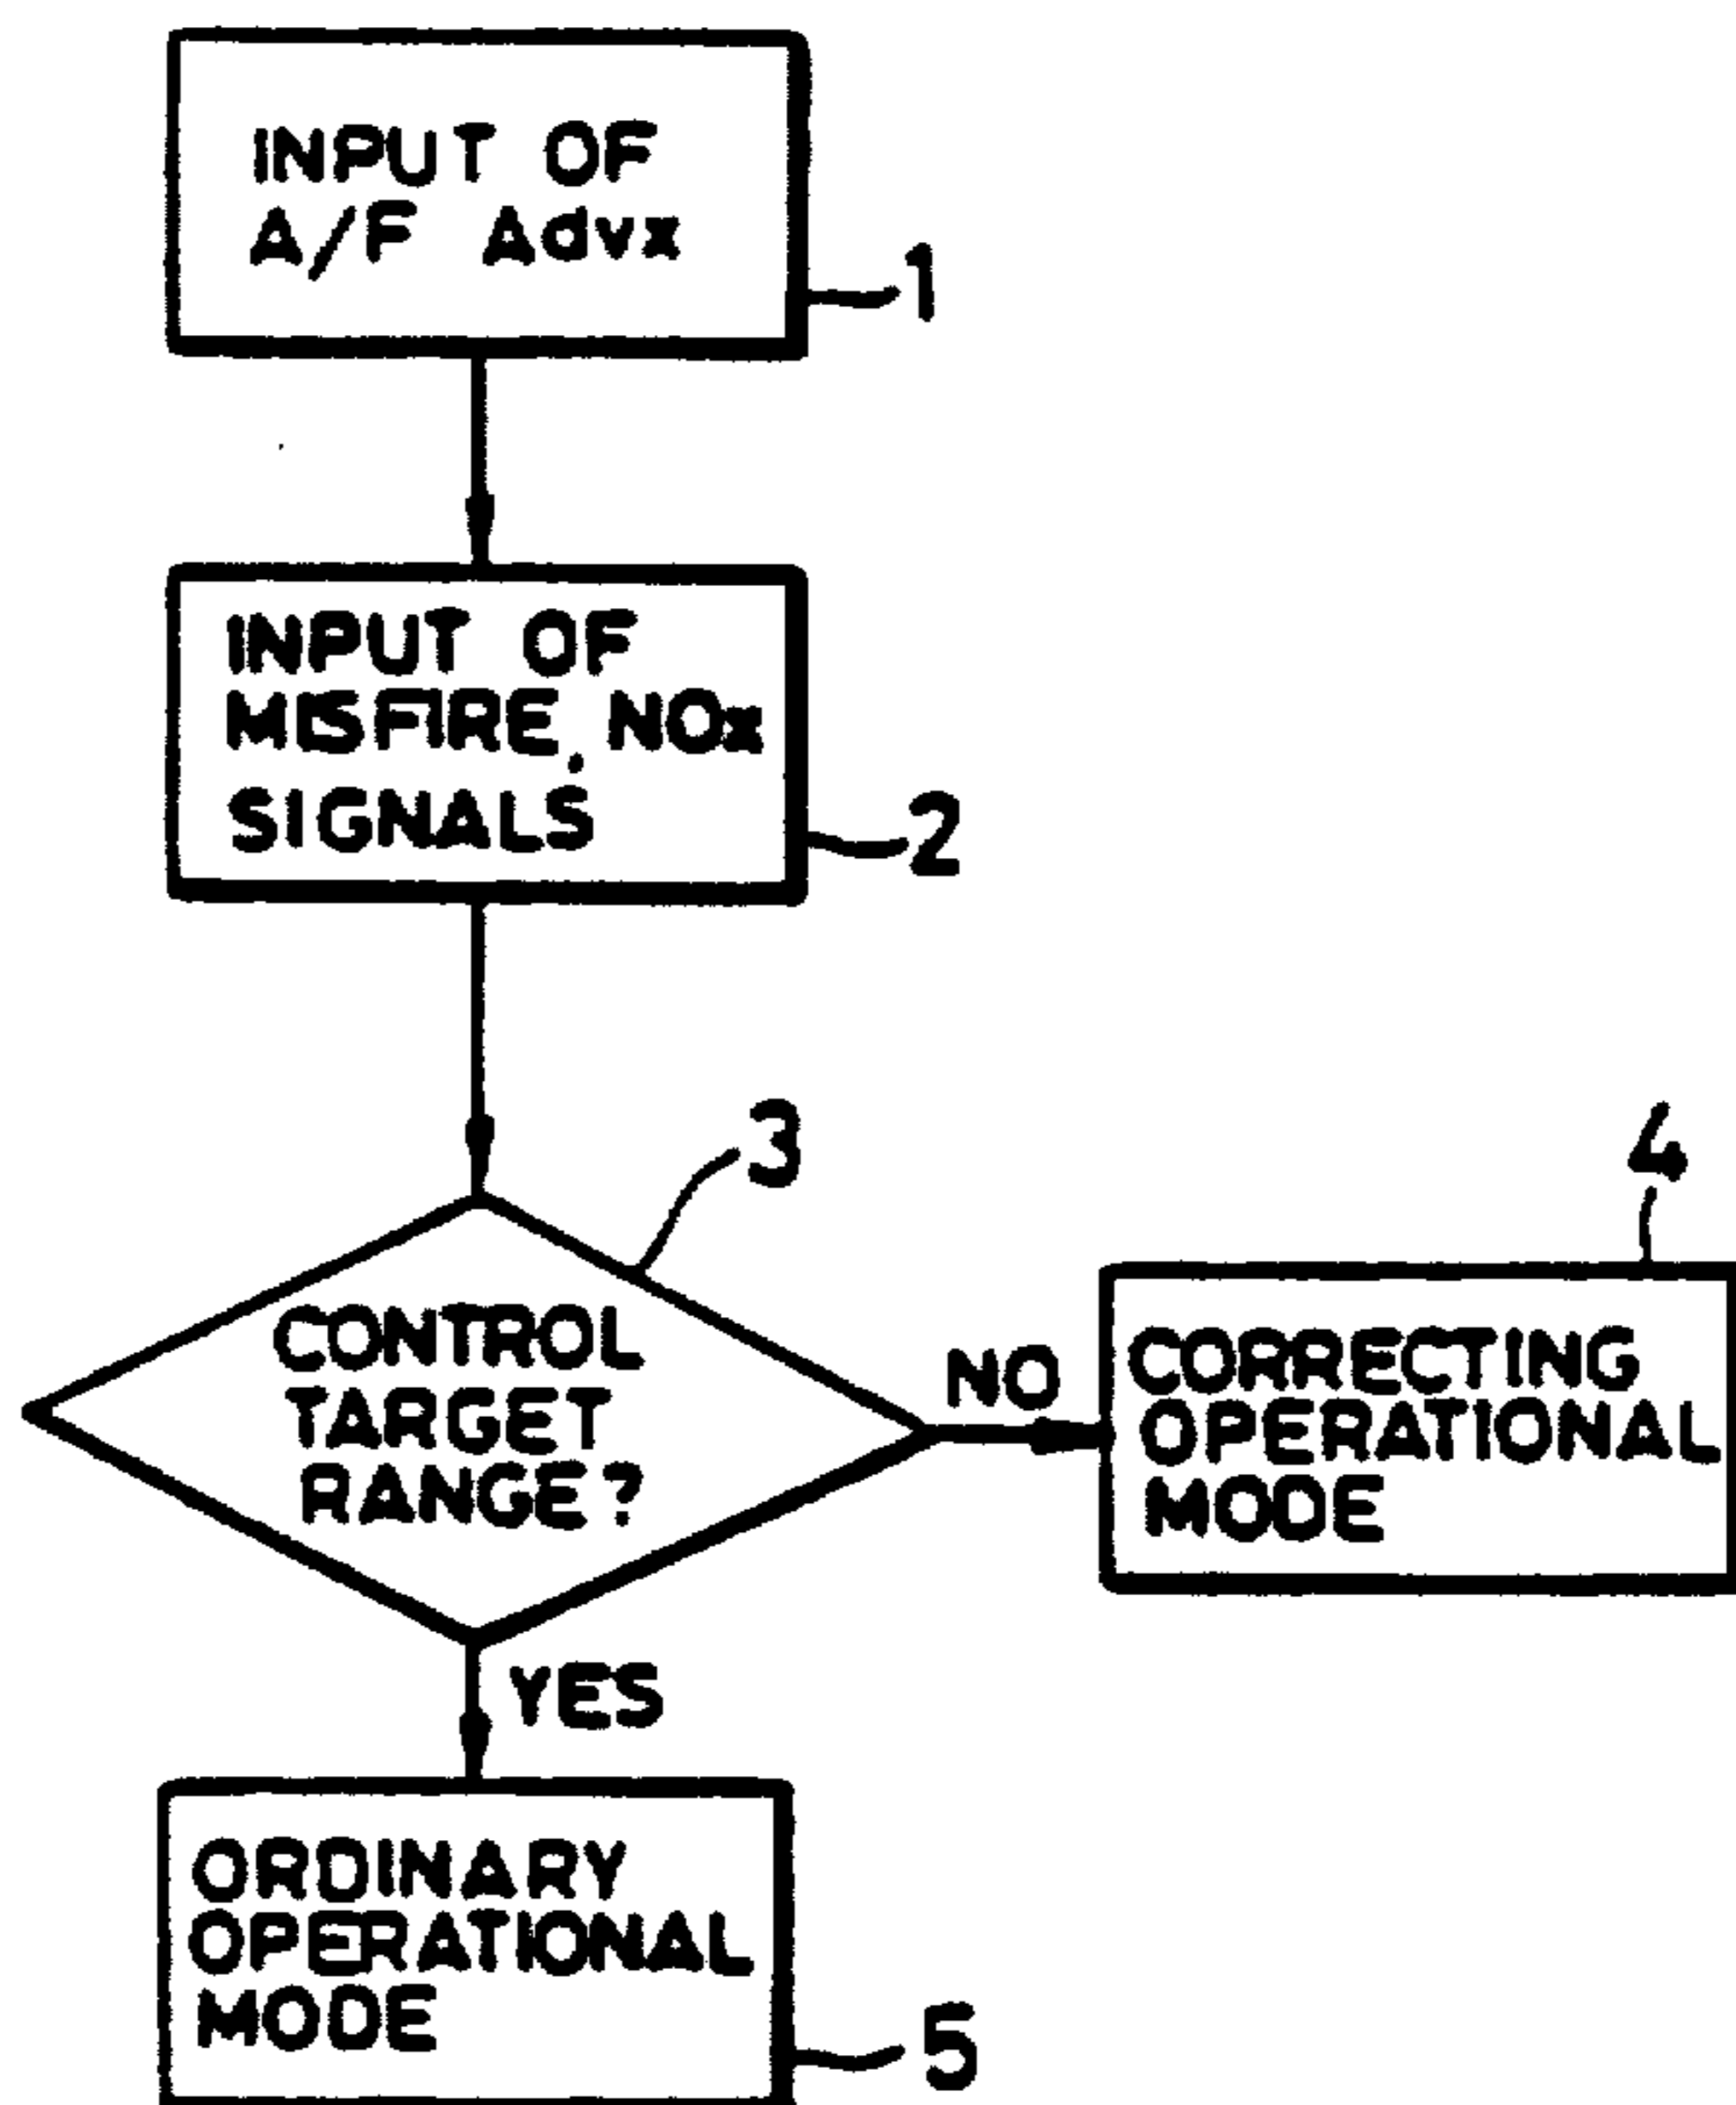 INPUT OF
A/F Advx
1
INPUT OF
MISFIRE, NOx
SIGNALS
2
3
CONTROL
TARGET
RANGE?
NO
4
CORRECTING
OPERATIONAL
MODE
YES
ORDINARY
OPERATIONAL
MODE
5